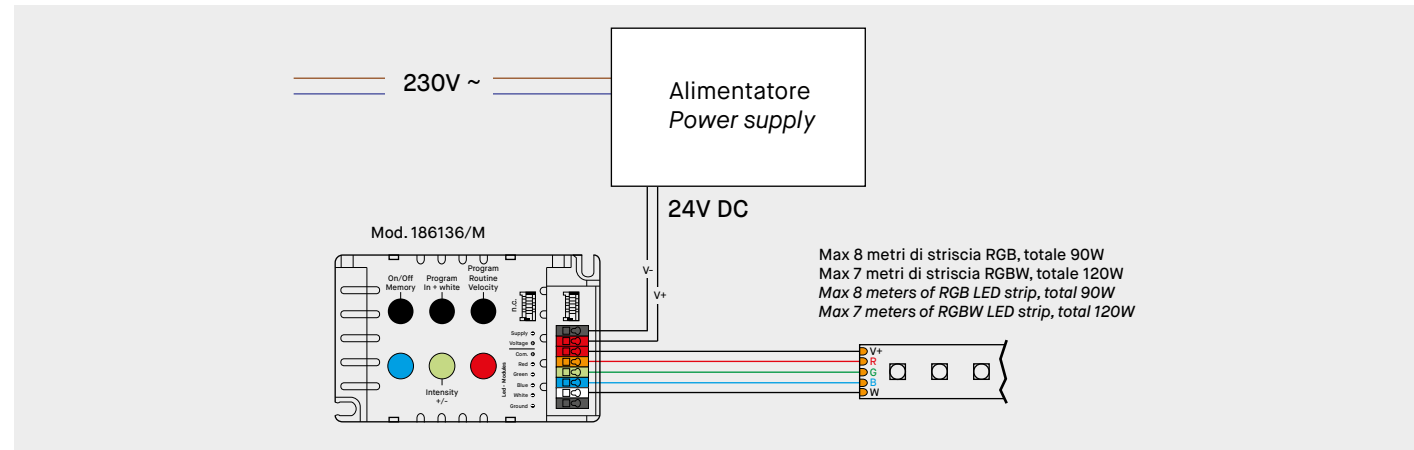 230V ~
Alimentatore
Power supply
24V DC
V-
V+
Mod. 186136/M
On/Off
Memory
Program
In + white
Program
Routine
Velocity
n.c.
Intensity
+/-
Led - Modules
Supply
Voltage
Com.
Red
Green
Blue
White
Ground
Max 8 metri di striscia RGB, totale 90W
Max 7 metri di striscia RGBW, totale 120W
Max 8 meters of RGB LED strip, total 90W
Max 7 meters of RGBW LED strip, total 120W
V+
R
G
B
W